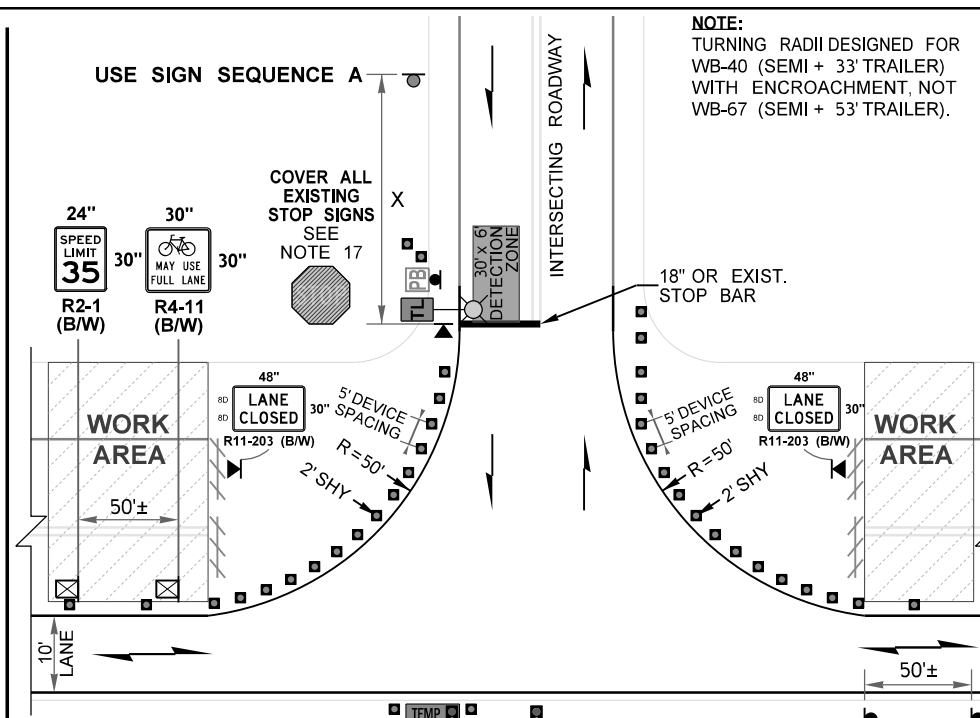 NOTE:
TURNING RADII DESIGNED FOR
WB-40 (SEMI + 33' TRAILER)
WITH ENCROACHMENT, NOT
WB-67 (SEMI + 53' TRAILER).
USE SIGN SEQUENCE A
INTERSECTING ROADWAY
COVER ALL
EXISTING
STOP SIGNS
SEE
NOTE 17
X
STOP
24"
SPEED
LIMIT
35
30"
R2-1
(B/W)
30"
MAY USE
FULL LANE
30"
R4-11
(B/W)
PB
TL
30' x 6'
DETECTION
ZONE
18" OR EXIST.
STOP BAR
WORK
AREA
50'±
48"
8D
8D
LANE
CLOSED
30"
R11-203 (B/W)
5' DEVICE
SPACING
R=50'
2' SHY
5' DEVICE
SPACING
R=50'
2' SHY
48"
8D
8D
LANE
CLOSED
30"
R11-203 (B/W)
WORK
AREA
10'
LANE
50'±
TEMP